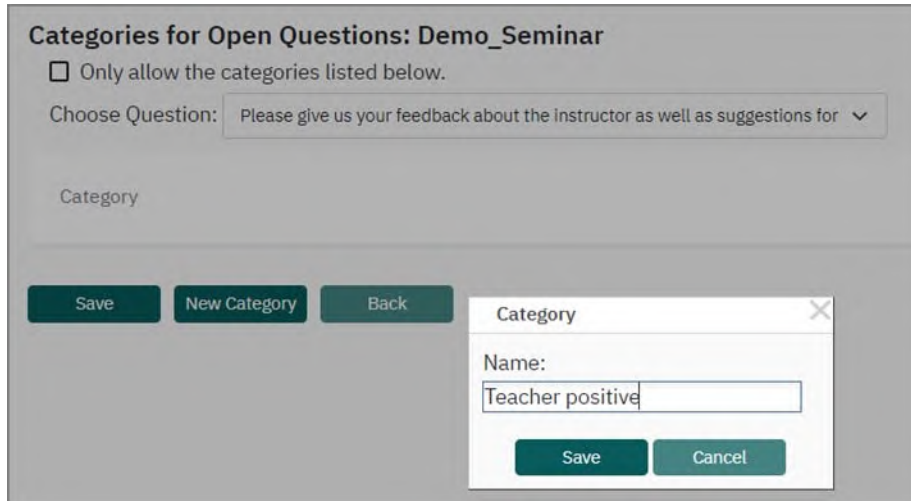 Categories for Open Questions: Demo_Seminar
Only allow the categories listed below.
Choose Question: Please give us your feedback about the instructor as well as suggestions for
Category
Save New Category Back
Category
Name:
Teacher positive
Save Cancel